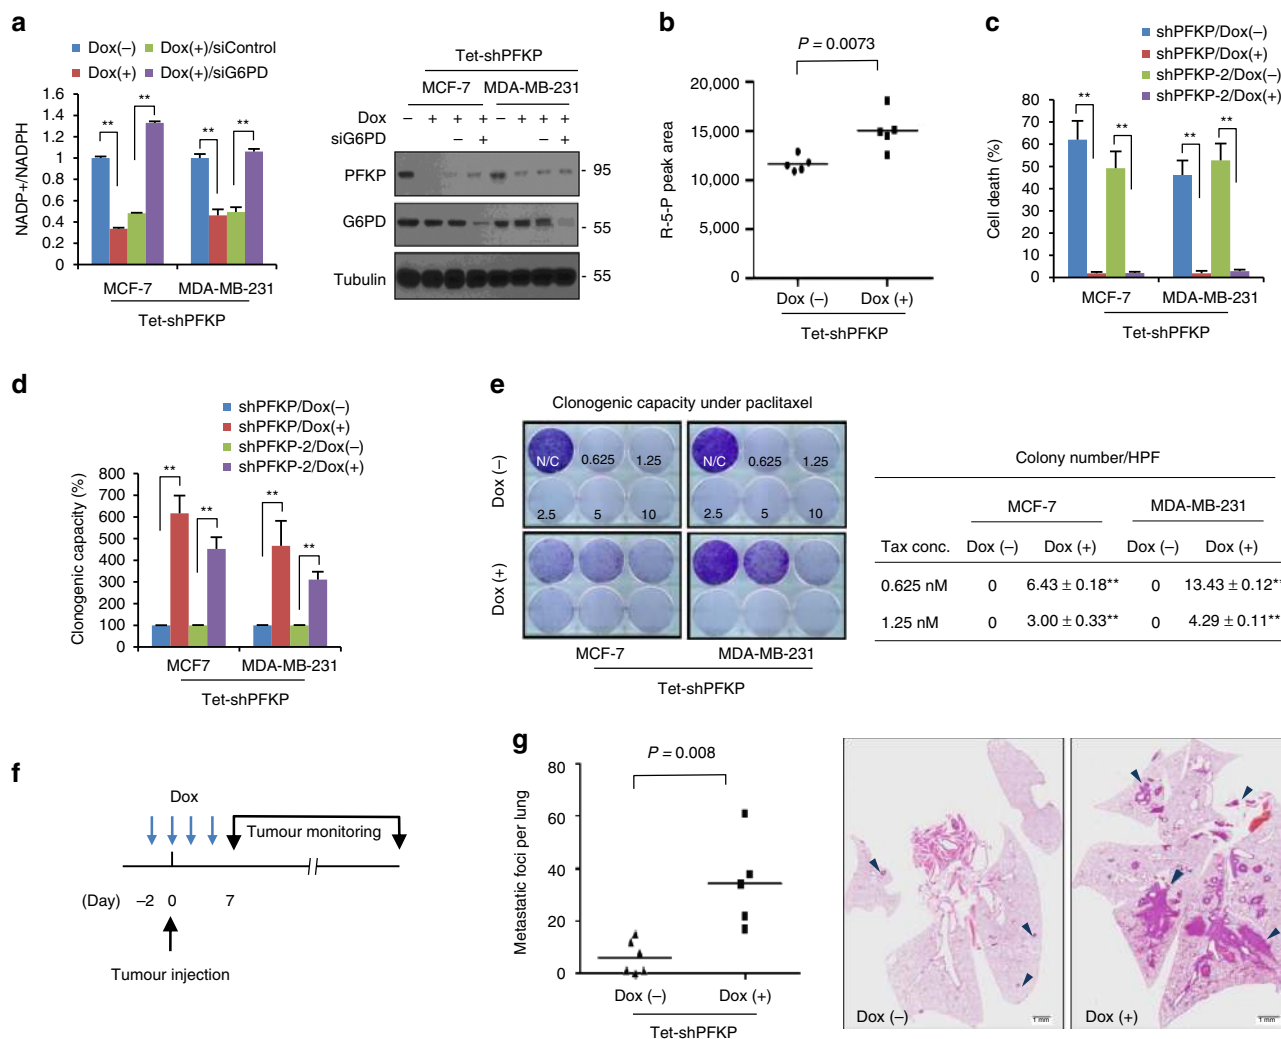 a
Dox(–) Dox(+)/siControl
Dox(+) Dox(+)/siG6PD
NADP+/NADPH
1.6
1.4
1.2
1
0.8
0.6
0.4
0.2
0
** ** ** **
MCF-7 MDA-MB-231
Tet-shPFKP
Tet-shPFKP
MCF-7 MDA-MB-231
Dox – + + + – + + +
siG6PD – + – +
PFKP - 95
G6PD - 55
Tubulin - 55
b
P = 0.0073
R-5-P peak area
20,000
15,000
10,000
5,000
0
Dox (–) Dox (+)
Tet-shPFKP
c
shPFKP/Dox(–)
shPFKP/Dox(+)
shPFKP-2/Dox(–)
shPFKP-2/Dox(+)
Cell death (%)
80
70
60
50
40
30
20
10
0
** ** ** **
MCF-7 MDA-MB-231
Tet-shPFKP
d
shPFKP/Dox(–)
shPFKP/Dox(+)
shPFKP-2/Dox(–)
shPFKP-2/Dox(+)
Clonogenic capacity (%)
800
700
600
500
400
300
200
100
0
** ** ** **
MCF7 MDA-MB-231
Tet-shPFKP
e
Clonogenic capacity under paclitaxel
Dox (–)
N/C 0.625 1.25 N/C 0.625 1.25
2.5 5 10 2.5 5 10
Dox (+)
MCF-7 MDA-MB-231
Tet-shPFKP
Colony number/HPF
MCF-7 MDA-MB-231
Tax conc. Dox (–) Dox (+) Dox (–) Dox (+)
0.625 nM 0 6.43 ± 0.18** 0 13.43 ± 0.12**
1.25 nM 0 3.00 ± 0.33** 0 4.29 ± 0.11**
f
Dox
Tumour monitoring
(Day) –2 0 7
Tumour injection
g
P = 0.008
Metastatic foci per lung
80
60
40
20
0
Dox (–) Dox (+)
Tet-shPFKP
Dox (–) 1 mm
Dox (+) 1 mm